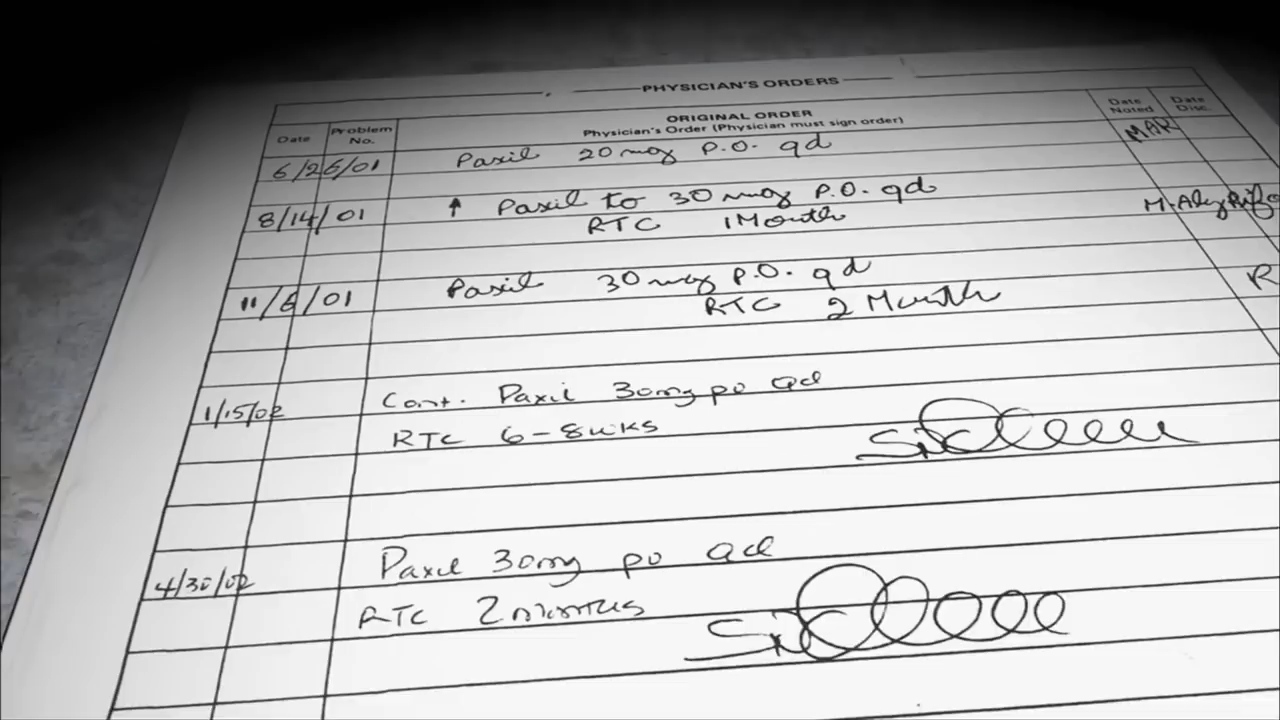 PHYSICIAN'S ORDERS
Date Problem No. ORIGINAL ORDER Date Noted Date Disc.
Physician's Order (Physician must sign order)
6/26/01 Paxil 20 mg P.O. qd MAR
8/14/01 ↑ Paxil to 30 mg P.O. qd
RTC 1 Month
11/6/01 Paxil 30 mg P.O. qd R
RTC 2 Month
1/15/02 Cont. Paxil 30mg po qd
RTC 6-8 wks
4/30/02 Paxil 30mg po qd
RTC 2 months